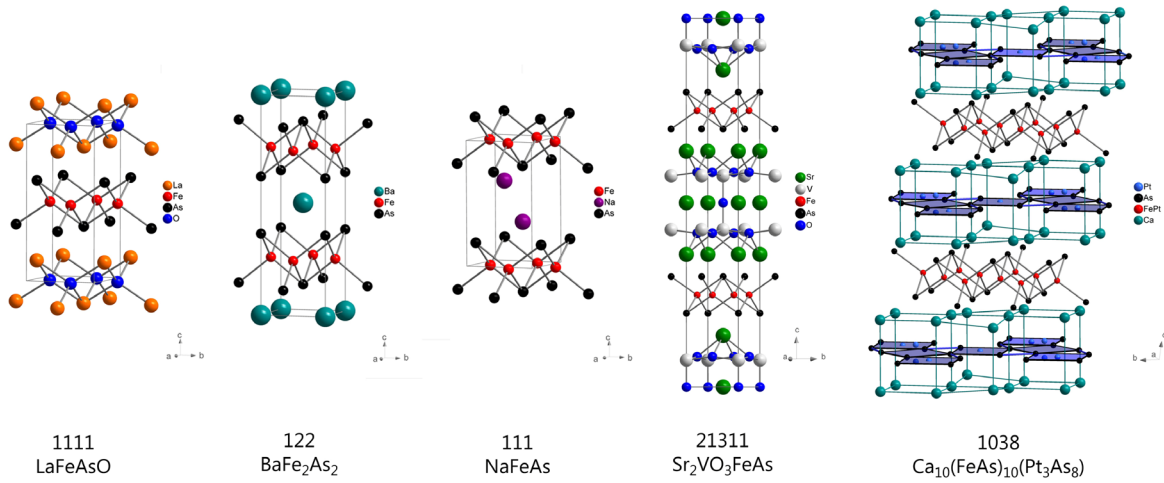 La
Fe
As
O
c
a
b
1111
LaFeAsO
Ba
Fe
As
c
a
b
122
BaFe₂As₂
Fe
Na
As
c
a
b
111
NaFeAs
Sr
V
Fe
As
O
c
a
b
21311
Sr₂VO₃FeAs
Pt
As
FePt
Ca
c
b
a
1038
Ca₁₀(FeAs)₁₀(Pt₃As₈)